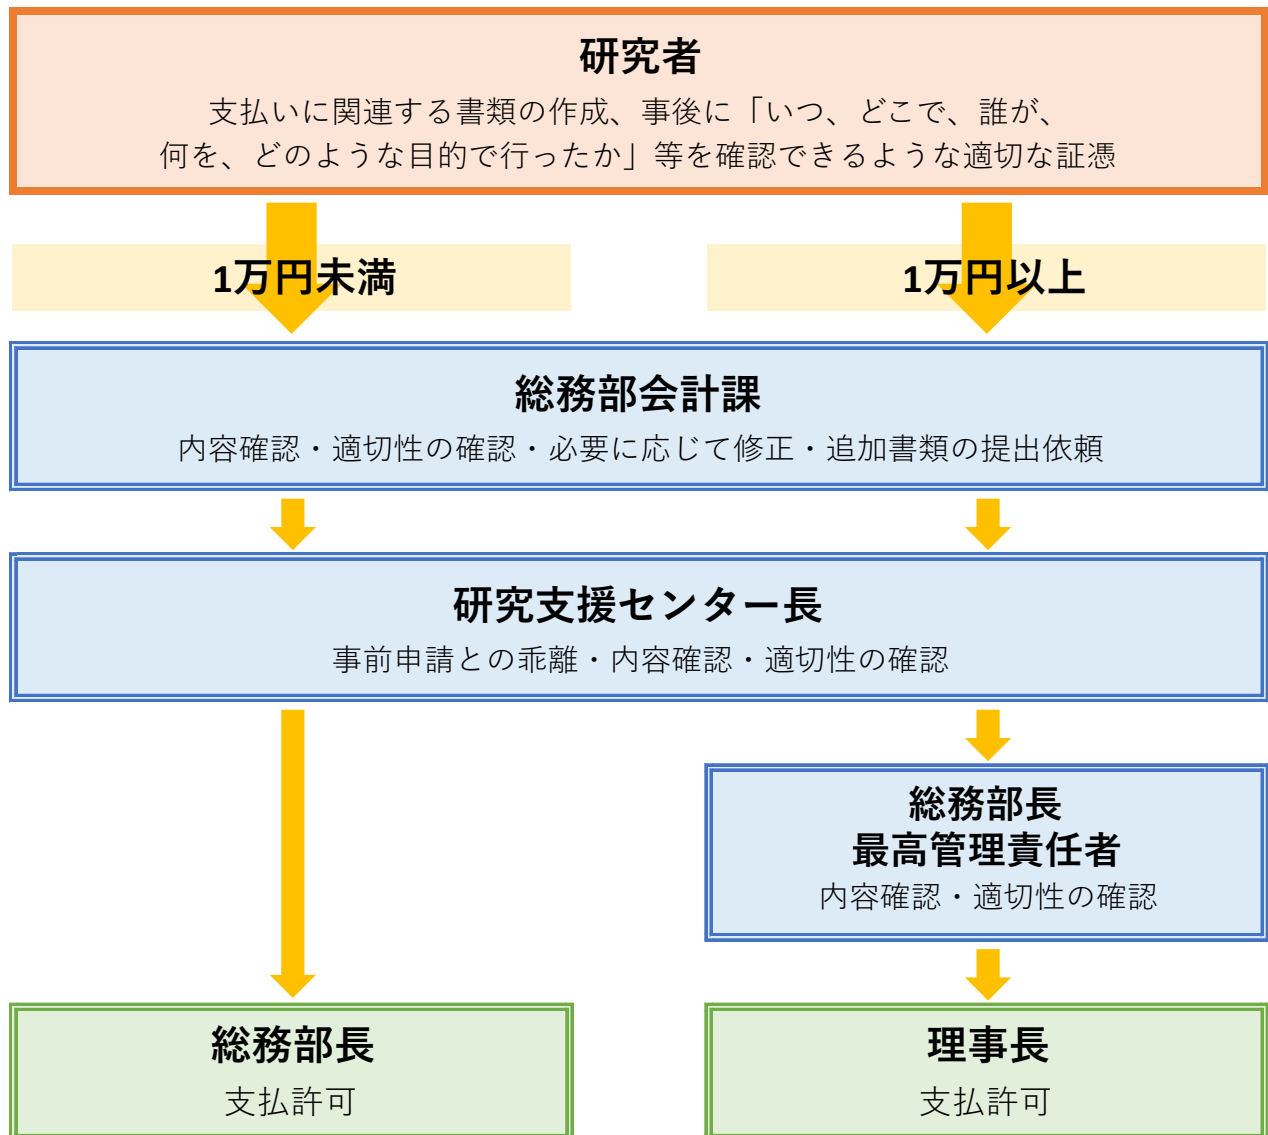 研究者
支払いに関連する書類の作成、事後に「いつ、どこで、誰が、
何を、どのような目的で行ったか」等を確認できるような適切な証憑
1万円未満
1万円以上
総務部会計課
内容確認・適切性の確認・必要に応じて修正・追加書類の提出依頼
研究支援センター長
事前申請との乖離・内容確認・適切性の確認
総務部長
最高管理責任者
内容確認・適切性の確認
総務部長
支払許可
理事長
支払許可